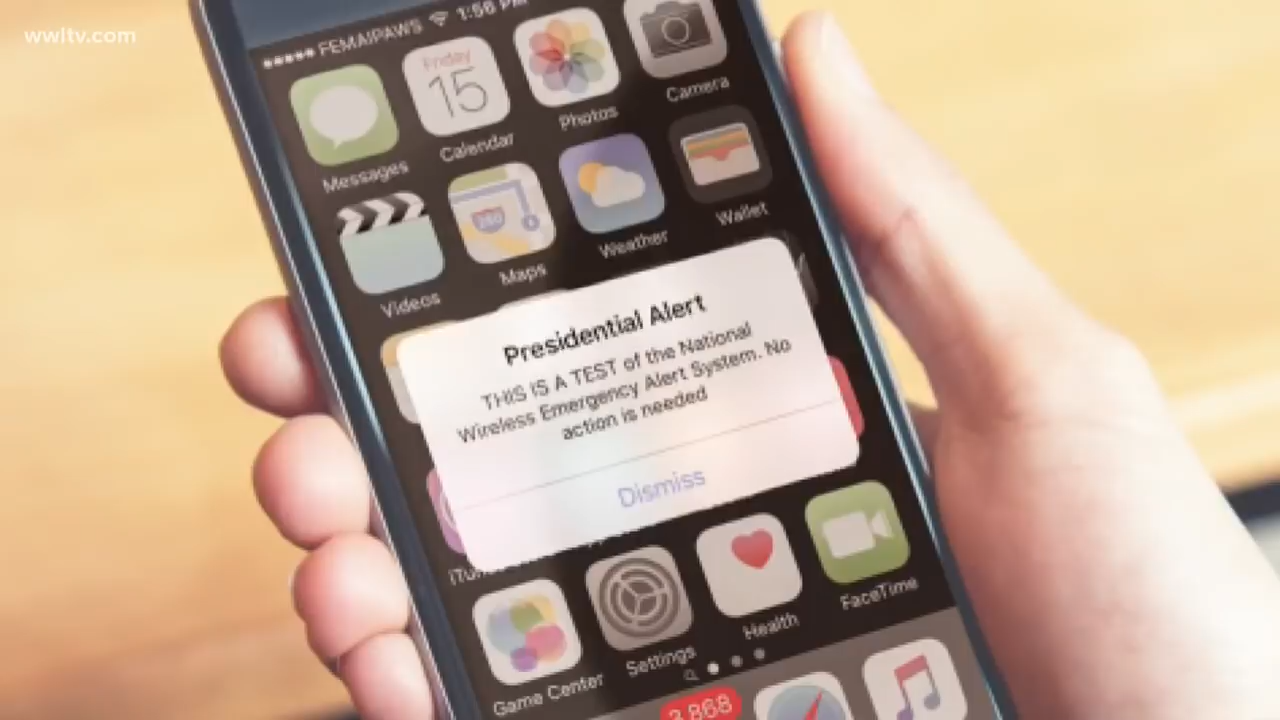 wwltv.com
FEMAIPAWS 1:56 PM
Friday
15
Messages
Calendar
Photos
Camera
280
Videos
Maps
Weather
Wallet
Presidential Alert
THIS IS A TEST of the National
Wireless Emergency Alert System. No
action is needed
Dismiss
Game Center
Settings
Health
FaceTime
3,868